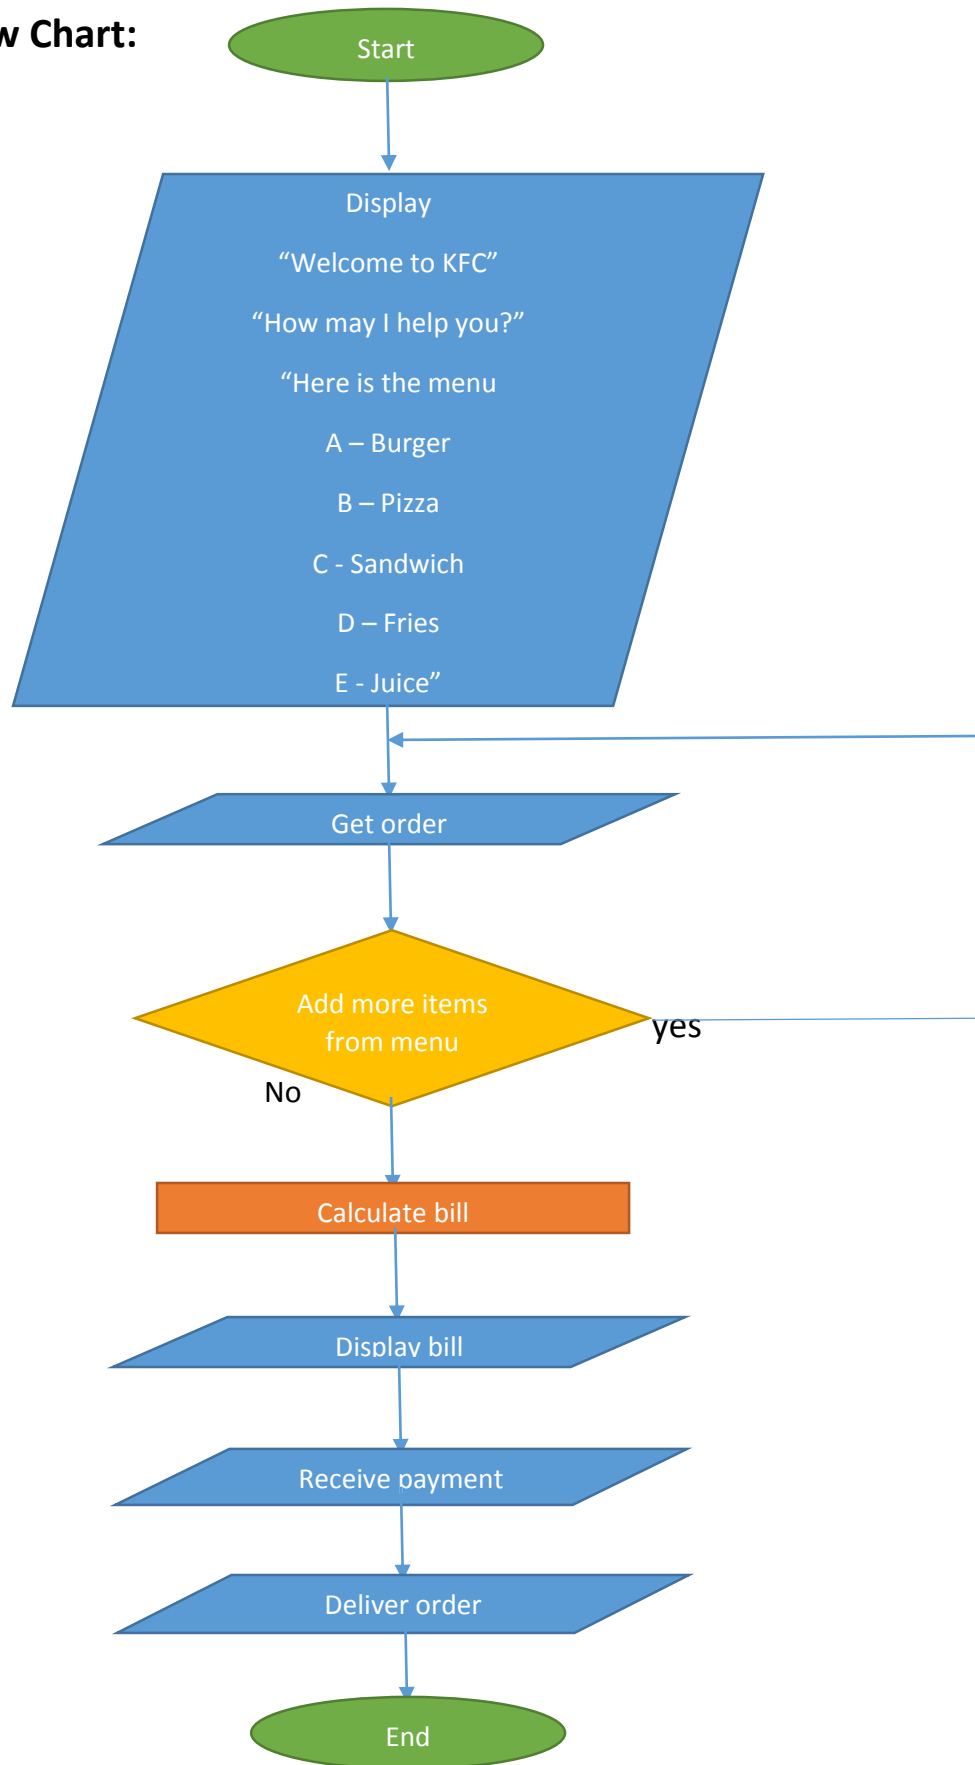 w Chart:
Start
Display
“Welcome to KFC”
“How may I help you?”
“Here is the menu
A – Burger
B – Pizza
C - Sandwich
D – Fries
E - Juice”
Get order
Add more items
from menu
yes
No
Calculate bill
Display bill
Receive payment
Deliver order
End